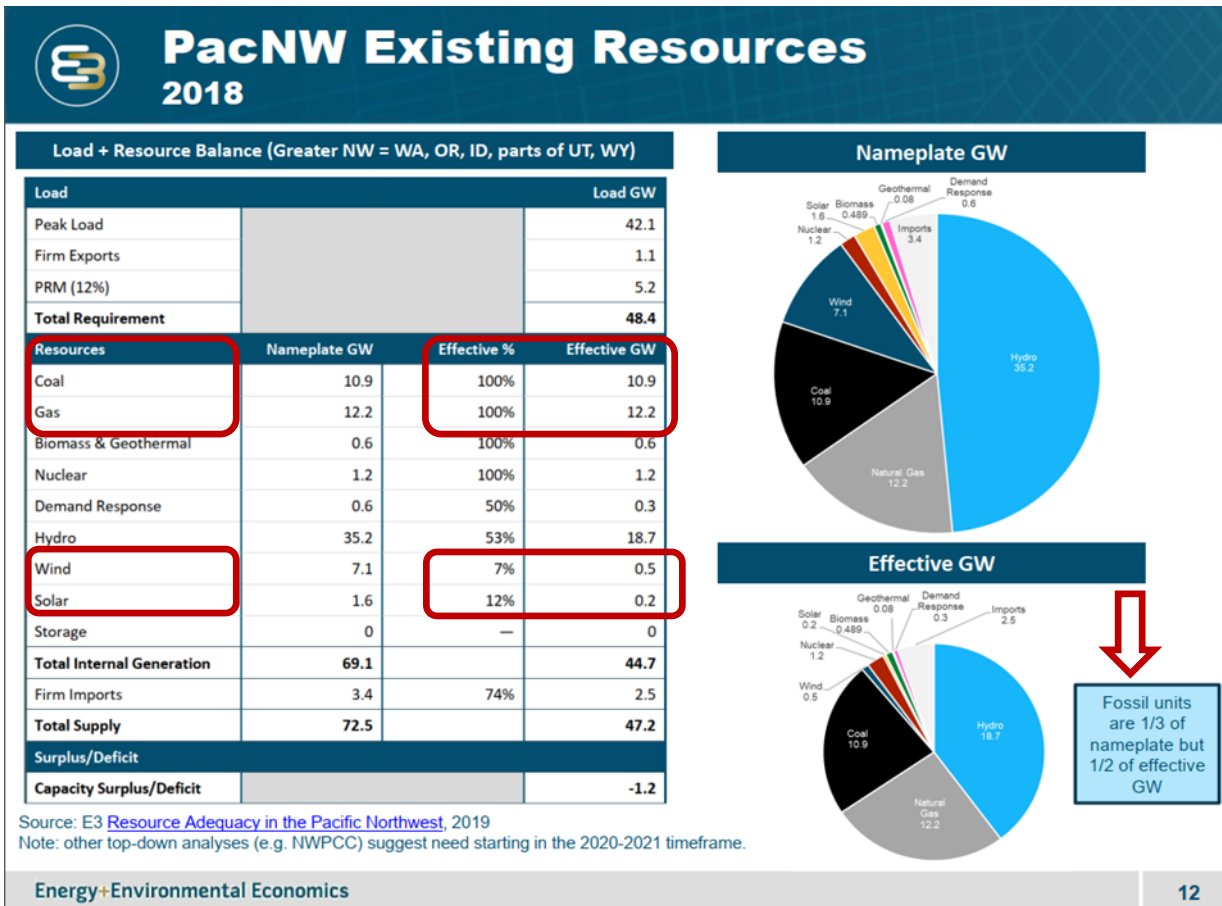 E3
PacNW Existing Resources
2018
Load + Resource Balance (Greater NW = WA, OR, ID, parts of UT, WY)
Load Load GW
Peak Load 42.1
Firm Exports 1.1
PRM (12%) 5.2
Total Requirement 48.4
Resources Nameplate GW Effective % Effective GW
Coal 10.9 100% 10.9
Gas 12.2 100% 12.2
Biomass & Geothermal 0.6 100% 0.6
Nuclear 1.2 100% 1.2
Demand Response 0.6 50% 0.3
Hydro 35.2 53% 18.7
Wind 7.1 7% 0.5
Solar 1.6 12% 0.2
Storage 0 — 0
Total Internal Generation 69.1 44.7
Firm Imports 3.4 74% 2.5
Total Supply 72.5 47.2
Surplus/Deficit
Capacity Surplus/Deficit -1.2
Source: E3 Resource Adequacy in the Pacific Northwest, 2019
Note: other top-down analyses (e.g. NWPCC) suggest need starting in the 2020-2021 timeframe.
Nameplate GW
Nuclear
1.2
Solar
1.6
Biomass
0.489
Geothermal
0.08
Demand
Response
0.6
Imports
3.4
Wind
7.1
Coal
10.9
Natural Gas
12.2
Hydro
35.2
Effective GW
Wind
0.5
Nuclear
1.2
Solar
0.2
Biomass
0.489
Geothermal
0.08
Demand
Response
0.3
Imports
2.5
Coal
10.9
Natural
Gas
12.2
Hydro
18.7
Fossil units
are 1/3 of
nameplate but
1/2 of effective
GW
Energy+Environmental Economics
12